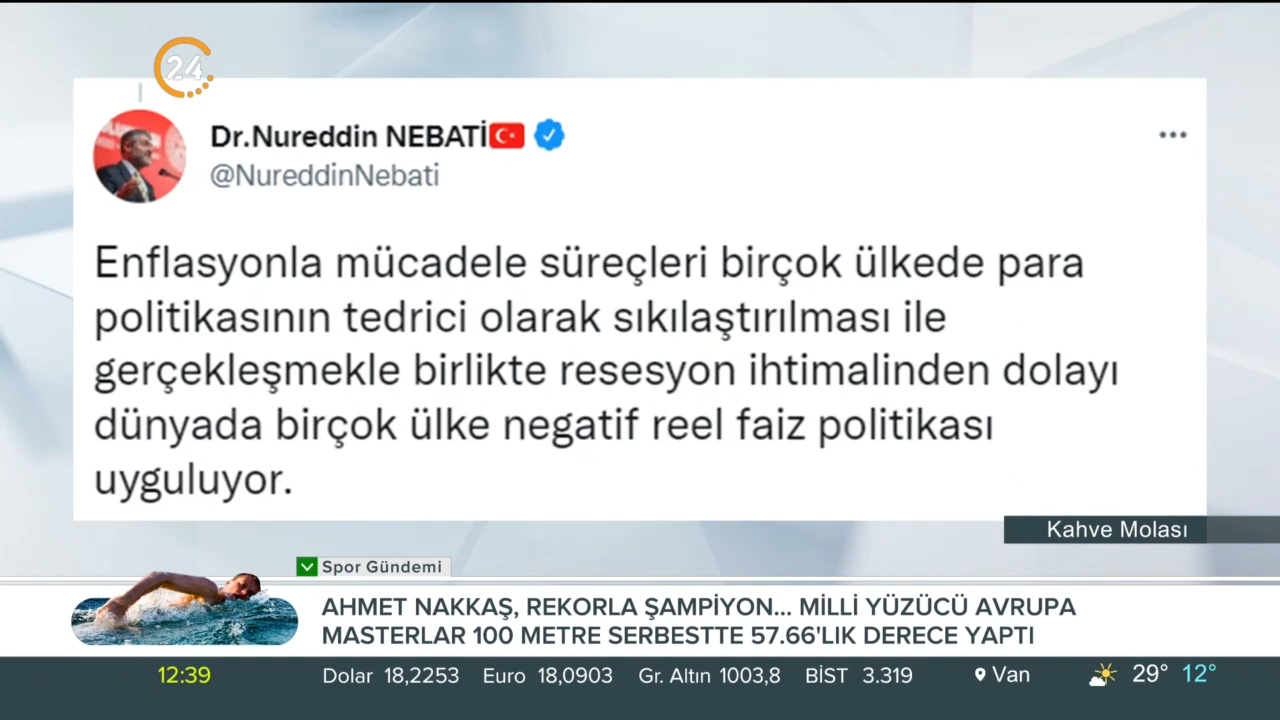 24
Dr.Nureddin NEBATİ
@NureddinNebati
Enflasyonla mücadele süreçleri birçok ülkede para
politikasının tedrici olarak sıkılaştırılması ile
gerçekleşmekle birlikte resesyon ihtimalinden dolayı
dünyada birçok ülke negatif reel faiz politikası
uyguluyor.
Kahve Molası
Spor Gündemi
AHMET NAKKAŞ, REKORLA ŞAMPİYON... MİLLİ YÜZÜCÜ AVRUPA
MASTERLAR 100 METRE SERBESTTE 57.66'LIK DERECE YAPTI
12:39 Dolar 18,2253 Euro 18,0903 Gr. Altın 1003,8 BİST 3.319 Van 29° 12°